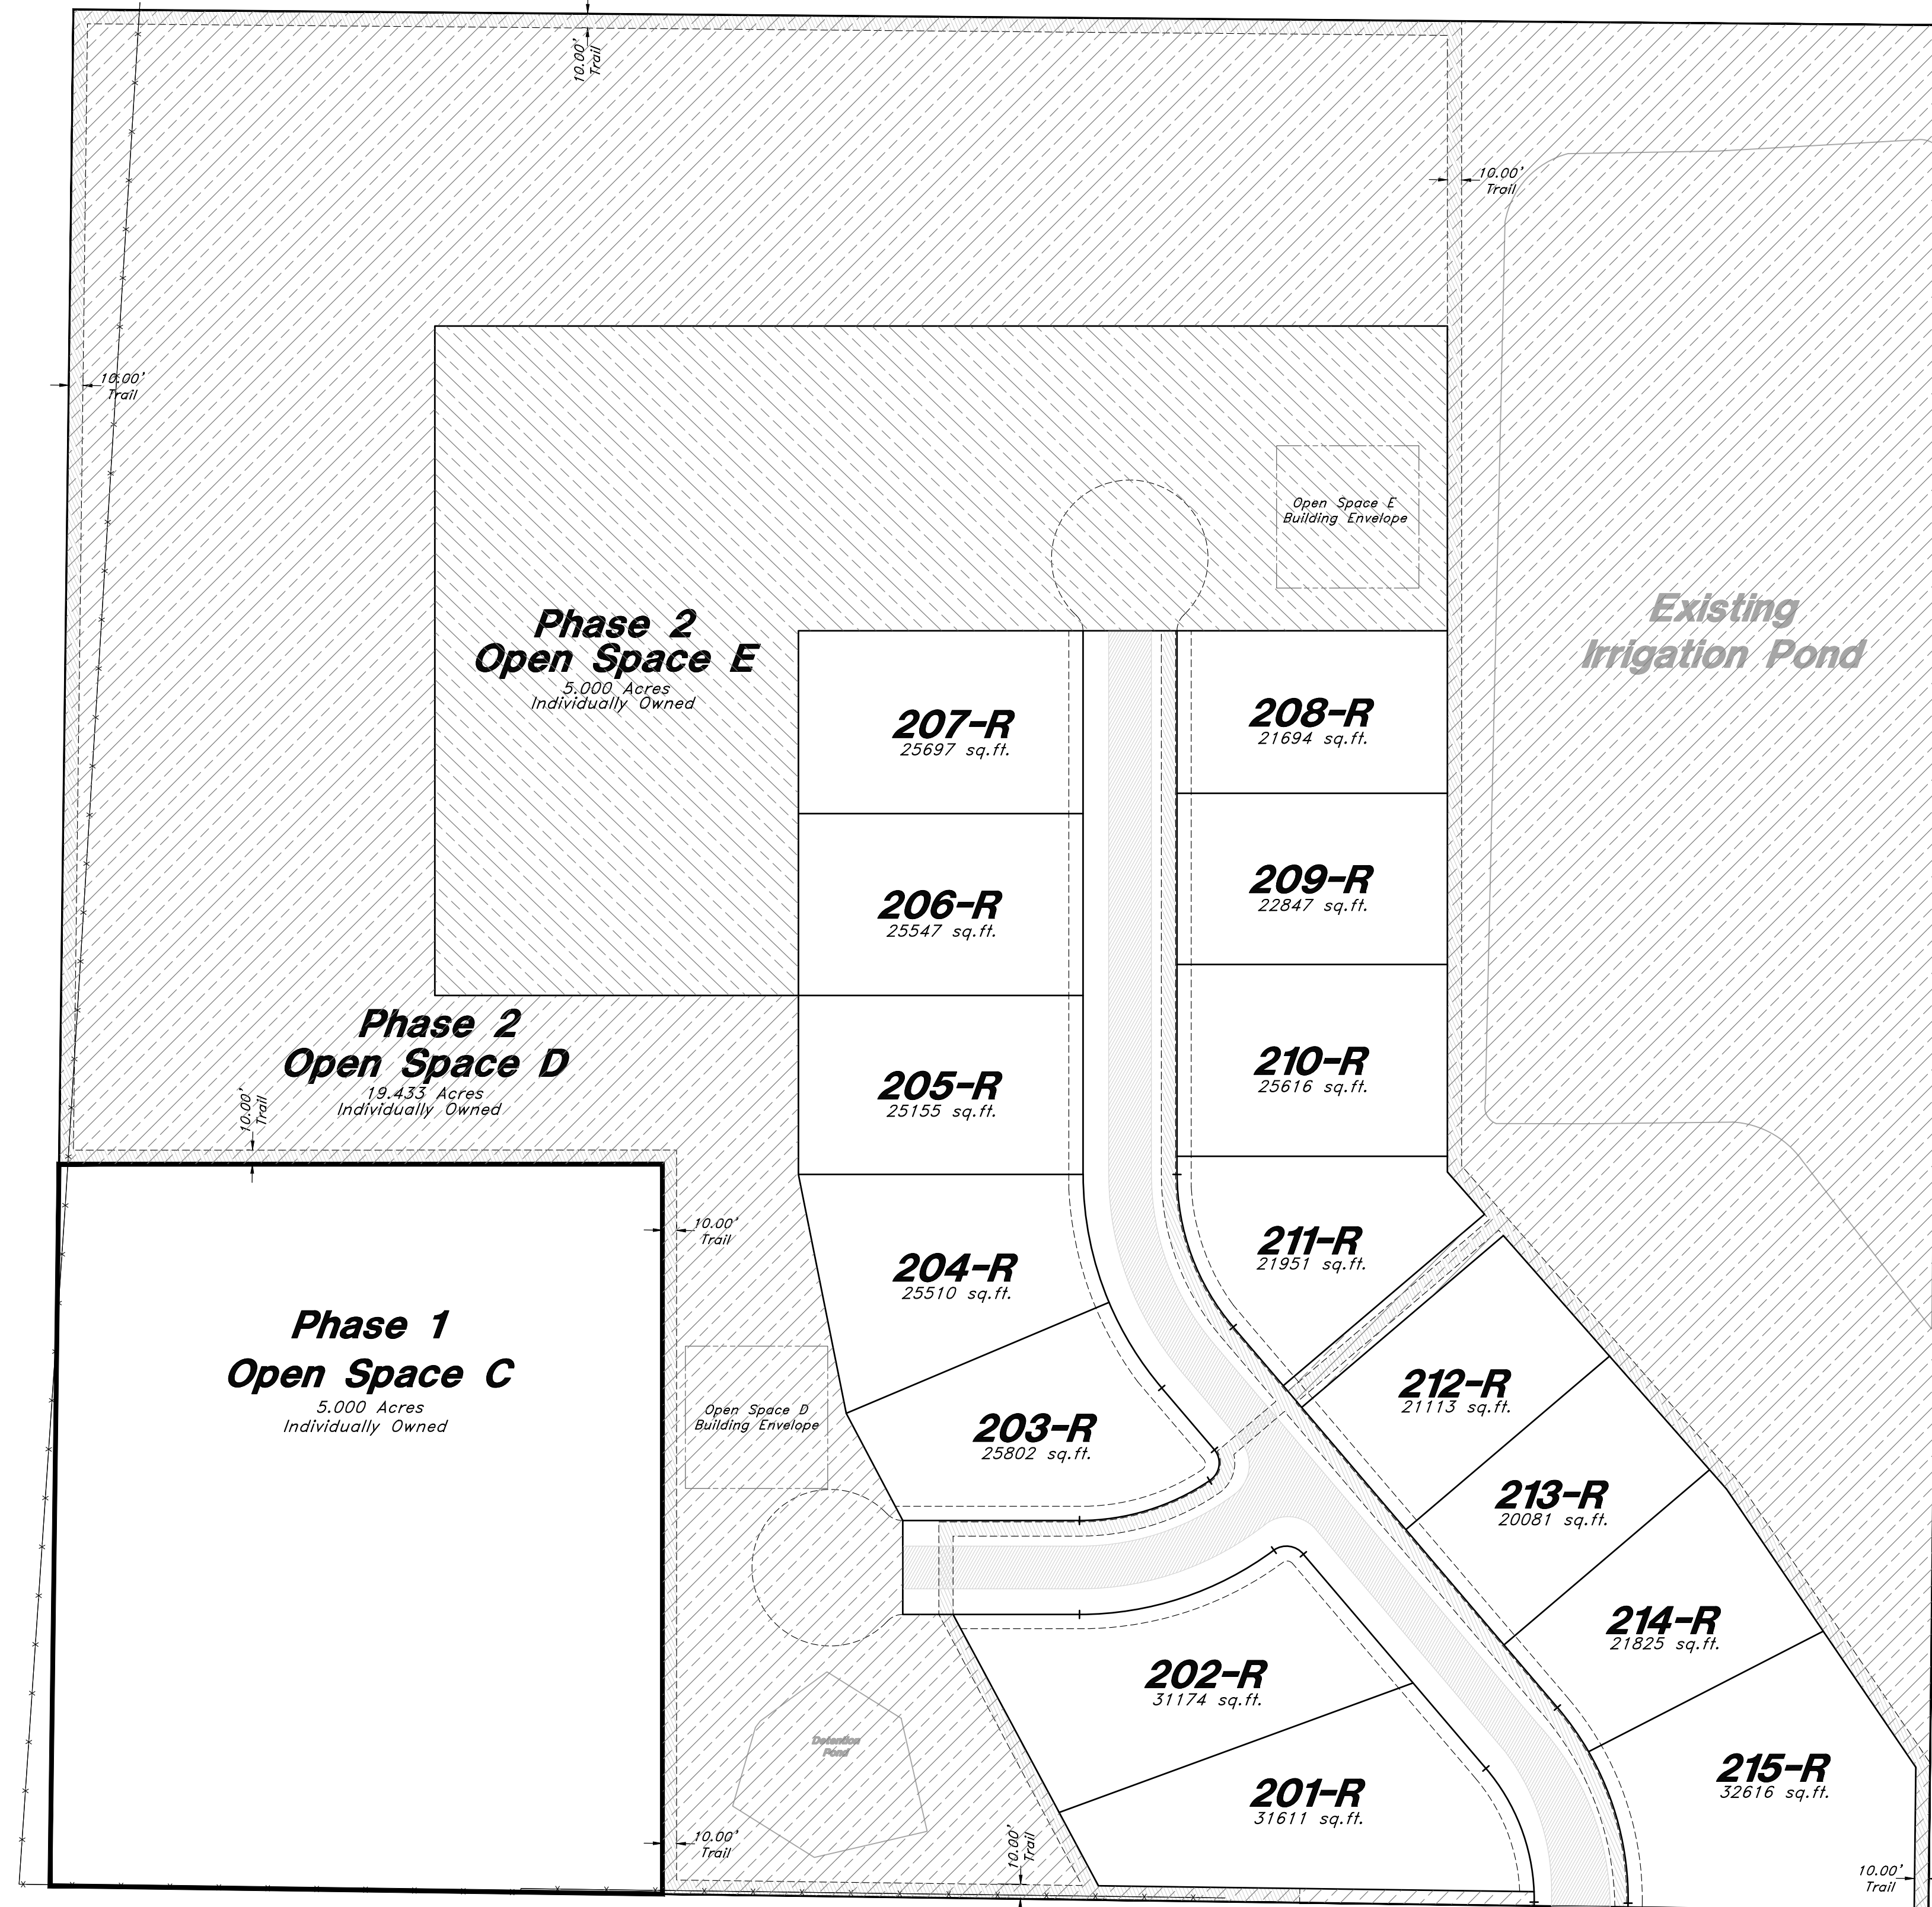 10.00'
Trail
10.00'
Trail
10.00'
Trail
Open Space E
Building Envelope
Existing
Irrigation Pond
Phase 2
Open Space E
5.000 Acres
Individually Owned
207-R
25697 sq.ft.
208-R
21694 sq.ft.
206-R
25547 sq.ft.
209-R
22847 sq.ft.
Phase 2
Open Space D
19.433 Acres
Individually Owned
10.00'
Trail
205-R
25155 sq.ft.
210-R
25616 sq.ft.
10.00'
Trail
204-R
25510 sq.ft.
211-R
21951 sq.ft.
Phase 1
Open Space C
5.000 Acres
Individually Owned
Open Space D
Building Envelope
203-R
25802 sq.ft.
212-R
21113 sq.ft.
213-R
20081 sq.ft.
214-R
21825 sq.ft.
202-R
31174 sq.ft.
Detention
Pond
201-R
31611 sq.ft.
215-R
32616 sq.ft.
10.00'
Trail
10.00'
Trail
10.00'
Trail